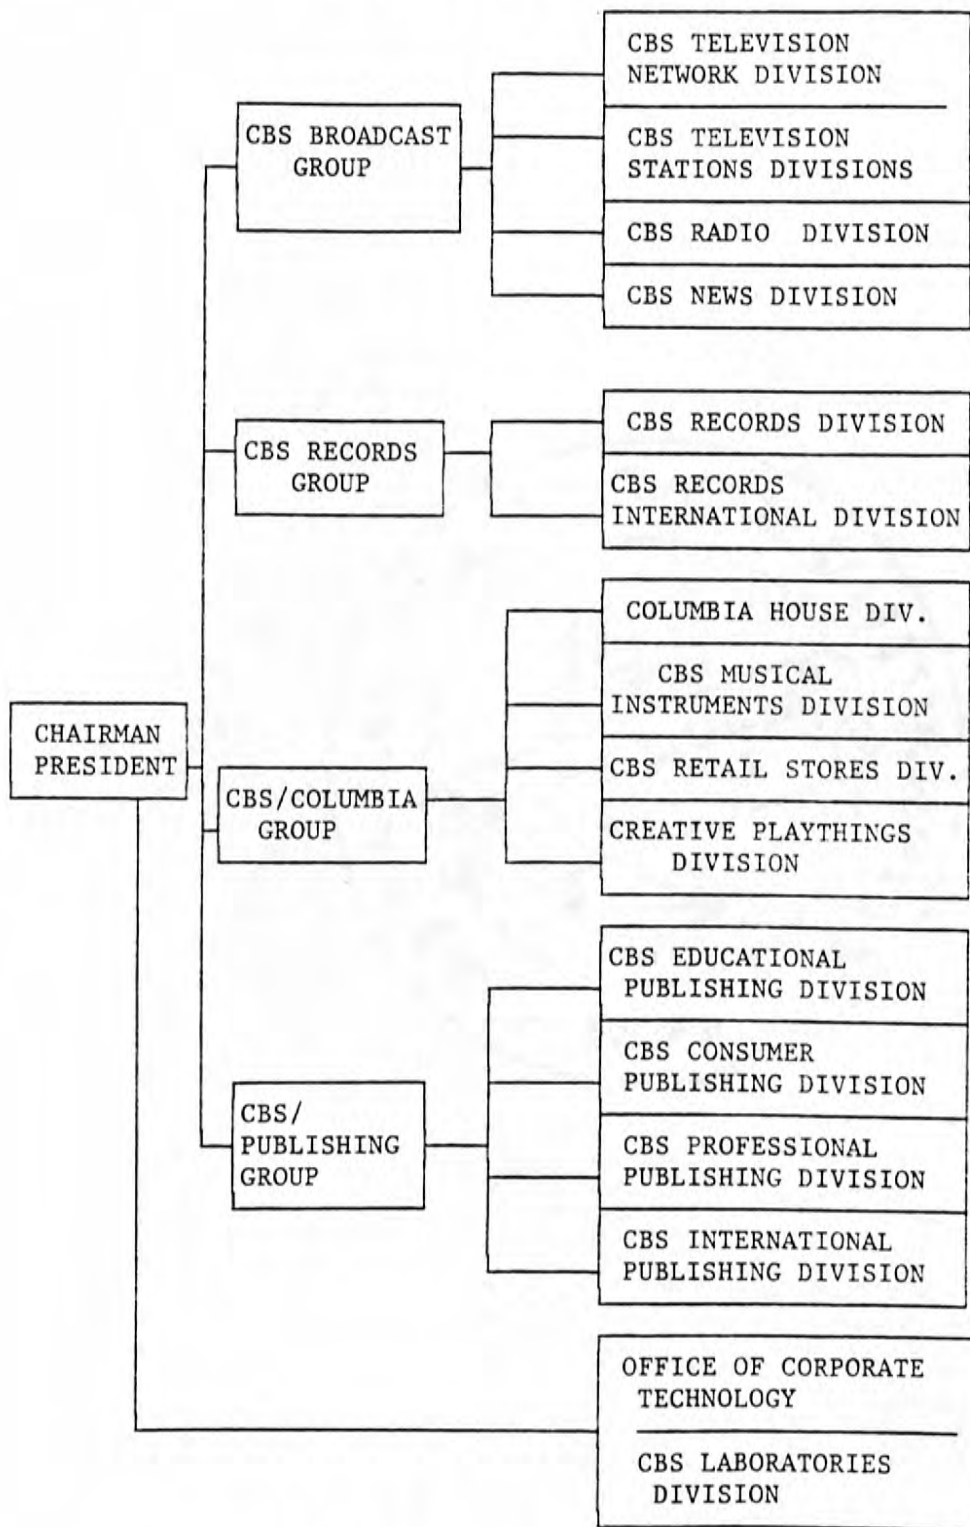 CBS TELEVISION
NETWORK DIVISION
CBS BROADCAST
GROUP
CBS TELEVISION
STATIONS DIVISIONS
CBS RADIO DIVISION
CBS NEWS DIVISION
CBS RECORDS
GROUP
CBS RECORDS DIVISION
CBS RECORDS
INTERNATIONAL DIVISION
CHAIRMAN
PRESIDENT
CBS/COLUMBIA
GROUP
COLUMBIA HOUSE DIV.
CBS MUSICAL
INSTRUMENTS DIVISION
CBS RETAIL STORES DIV.
CREATIVE PLAYTHINGS
DIVISION
CBS/
PUBLISHING
GROUP
CBS EDUCATIONAL
PUBLISHING DIVISION
CBS CONSUMER
PUBLISHING DIVISION
CBS PROFESSIONAL
PUBLISHING DIVISION
CBS INTERNATIONAL
PUBLISHING DIVISION
OFFICE OF CORPORATE
TECHNOLOGY
CBS LABORATORIES
DIVISION